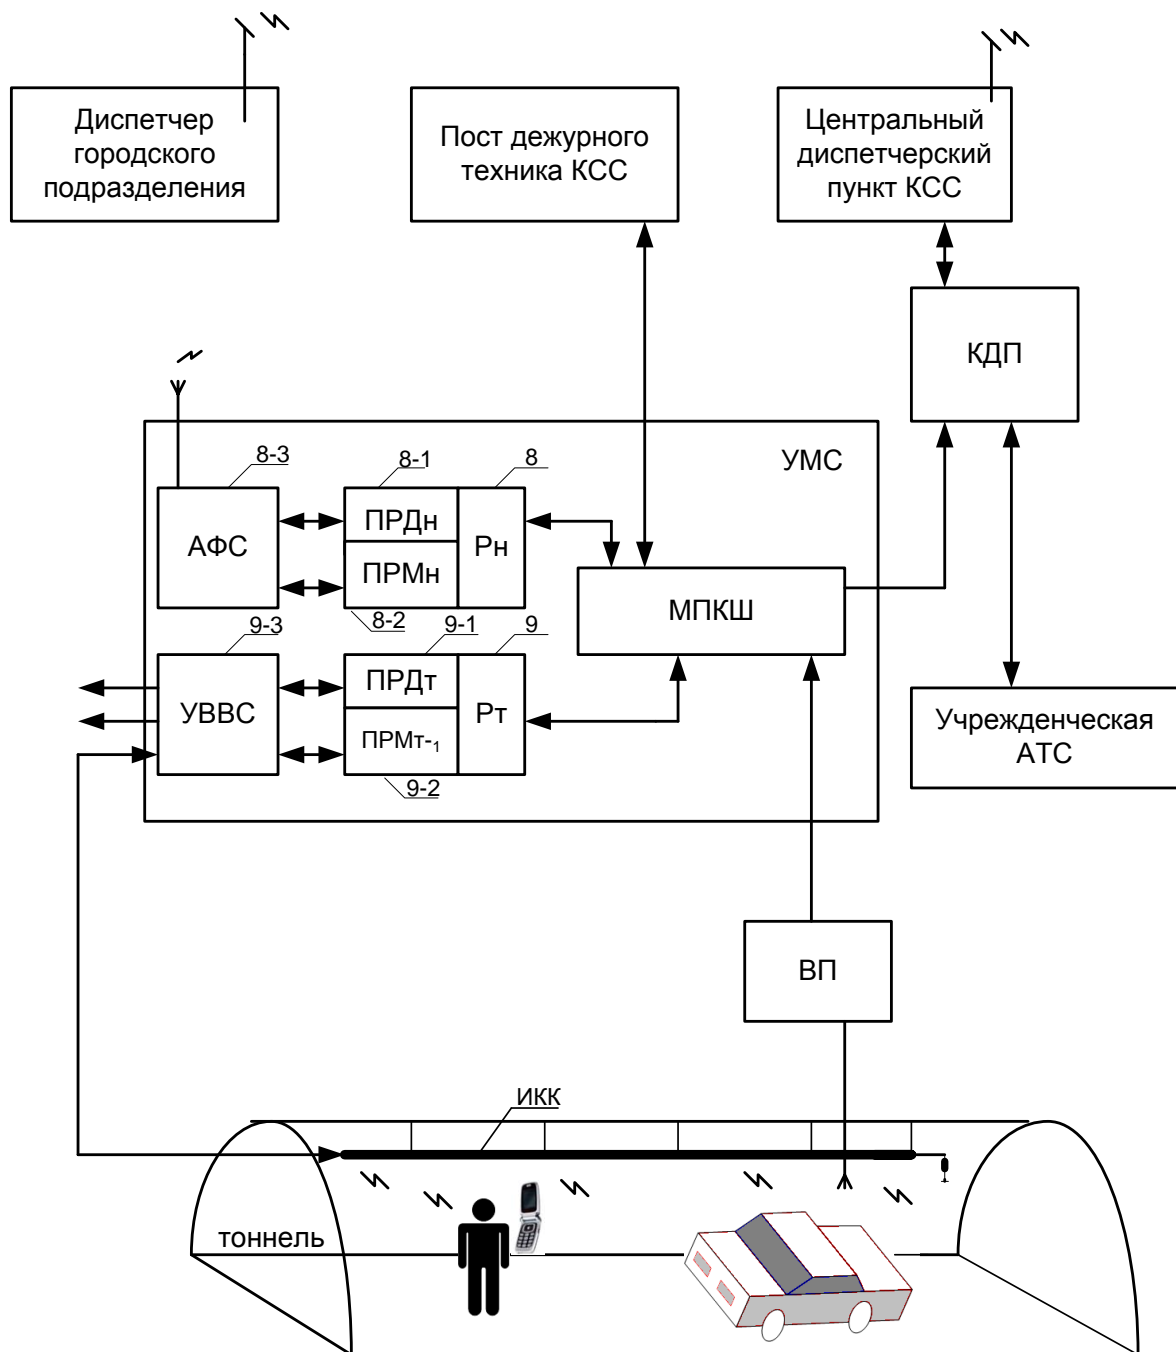 Диспетчер
городского
подразделения
Пост дежурного
техника КСС
Центральный
диспетчерский
пункт КСС
КДП
УМС
8-3
8-1
8
АФС
ПРДн
ПРМн
Рн
8-2
МПКШ
9-3
9-1
9
УВВС
ПРДт
ПРМт-1
Рт
9-2
Учрежденческая
АТС
ВП
ИКК
тоннель